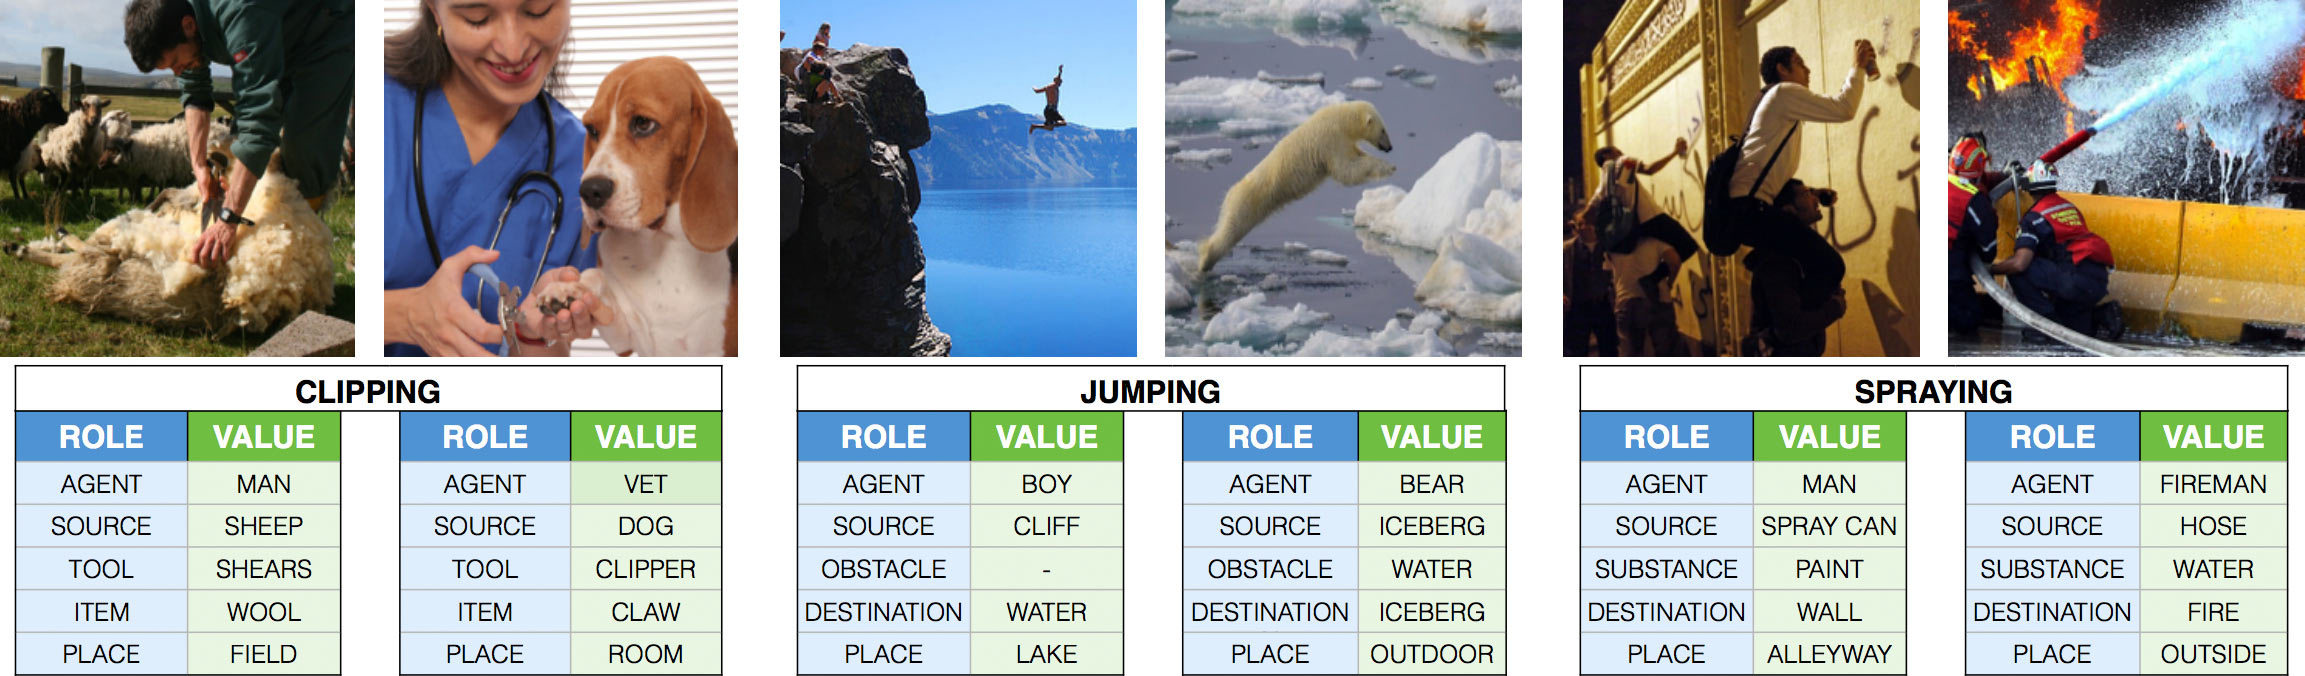 CLIPPING
ROLE VALUE
AGENT MAN
SOURCE SHEEP
TOOL SHEARS
ITEM WOOL
PLACE FIELD
ROLE VALUE
AGENT VET
SOURCE DOG
TOOL CLIPPER
ITEM CLAW
PLACE ROOM
JUMPING
ROLE VALUE
AGENT BOY
SOURCE CLIFF
OBSTACLE -
DESTINATION WATER
PLACE LAKE
ROLE VALUE
AGENT BEAR
SOURCE ICEBERG
OBSTACLE WATER
DESTINATION ICEBERG
PLACE OUTDOOR
SPRAYING
ROLE VALUE
AGENT MAN
SOURCE SPRAY CAN
SUBSTANCE PAINT
DESTINATION WALL
PLACE ALLEYWAY
ROLE VALUE
AGENT FIREMAN
SOURCE HOSE
SUBSTANCE WATER
DESTINATION FIRE
PLACE OUTSIDE